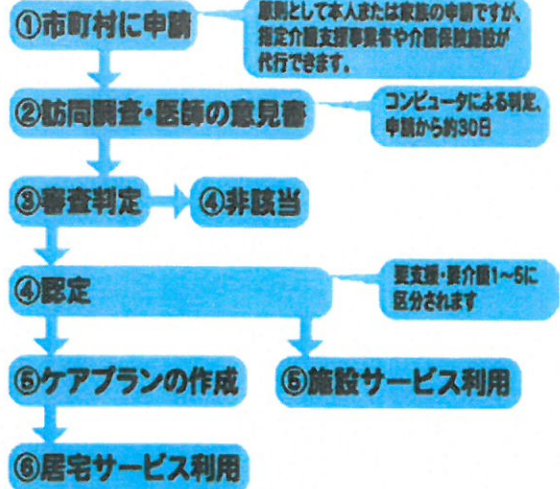 ①市町村に申請
原則として本人または家族の申請ですが、
指定介護支援事業者や介護保険施設が
代行できます。
②訪問調査・医師の意見書
コンピュータによる判定、
申請から約30日
③審査判定
④非該当
④認定
要支援・要介護1~5に
区分されます
⑤ケアプランの作成
⑤施設サービス利用
⑥居宅サービス利用